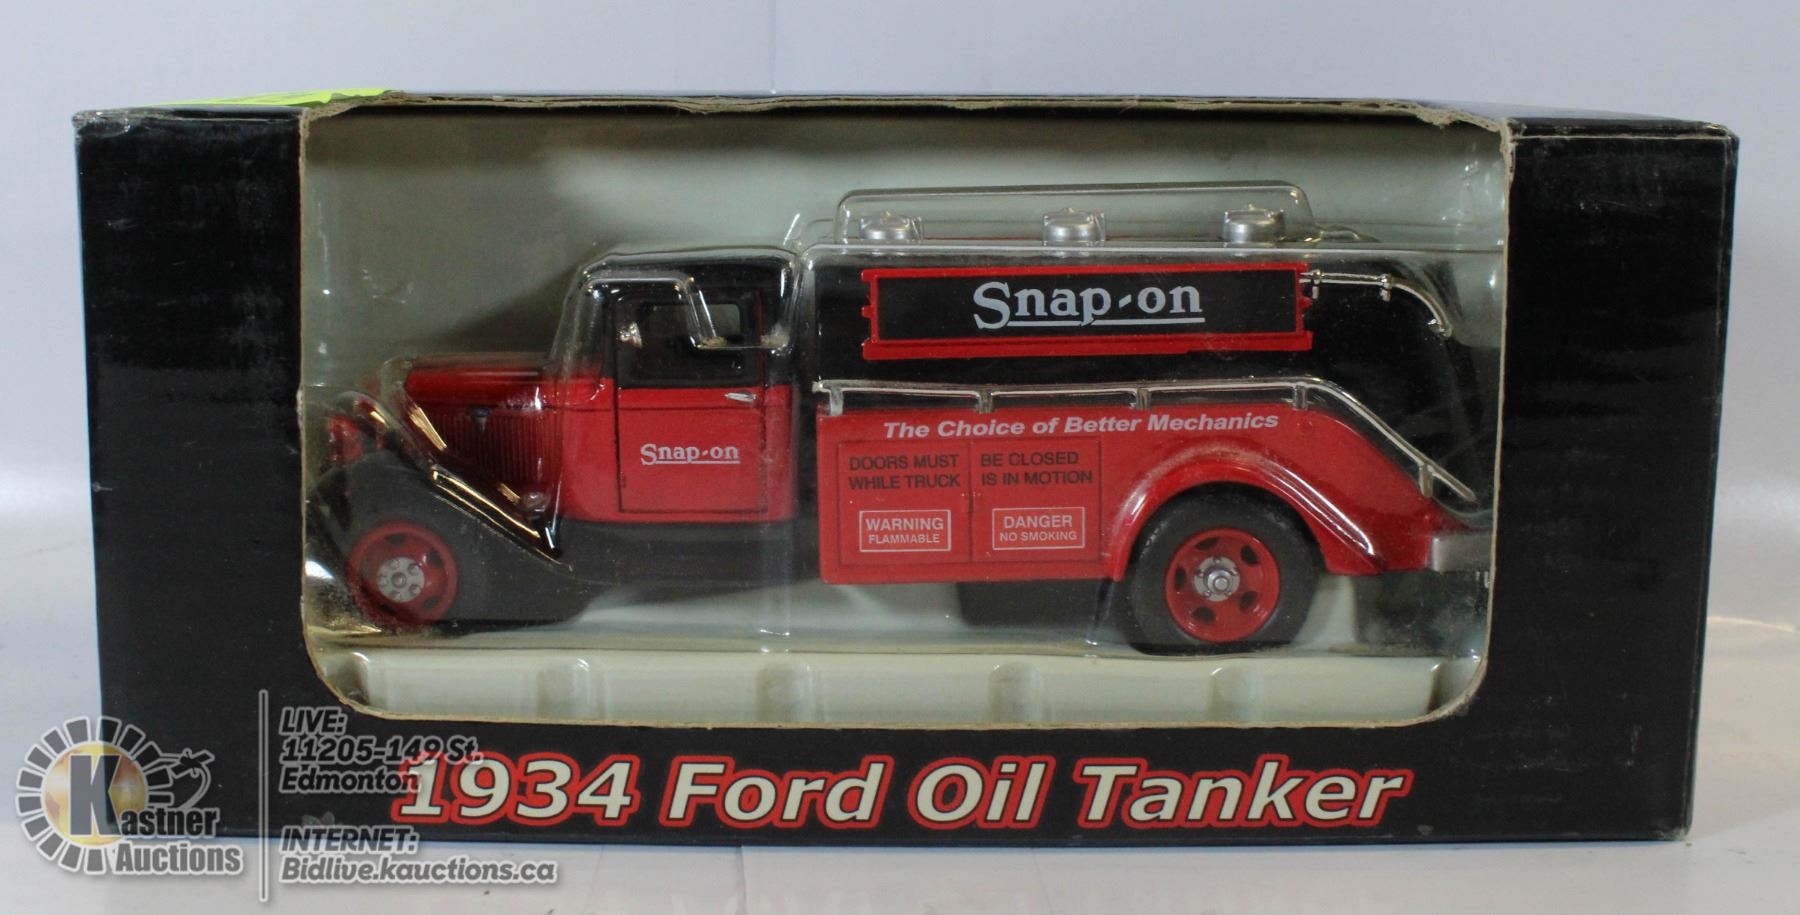 Snap-on
Snap-on
The Choice of Better Mechanics
DOORS MUST BE CLOSED
WHILE TRUCK IS IN MOTION
WARNING
FLAMMABLE
DANGER
NO SMOKING
1934 Ford Oil Tanker
Kastner
Auctions
LIVE:
11205-149 St.
Edmonton
INTERNET:
Bidlive.kauctions.ca